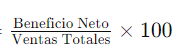 = Beneficio Neto / Ventas Totales × 100